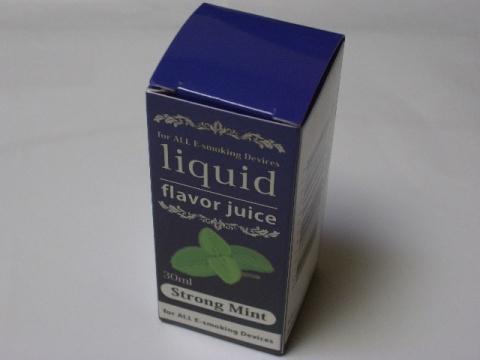 for ALL E-smoking Devices
liquid
flavor juice
30ml
Strong Mint
for ALL E-smoking Devices